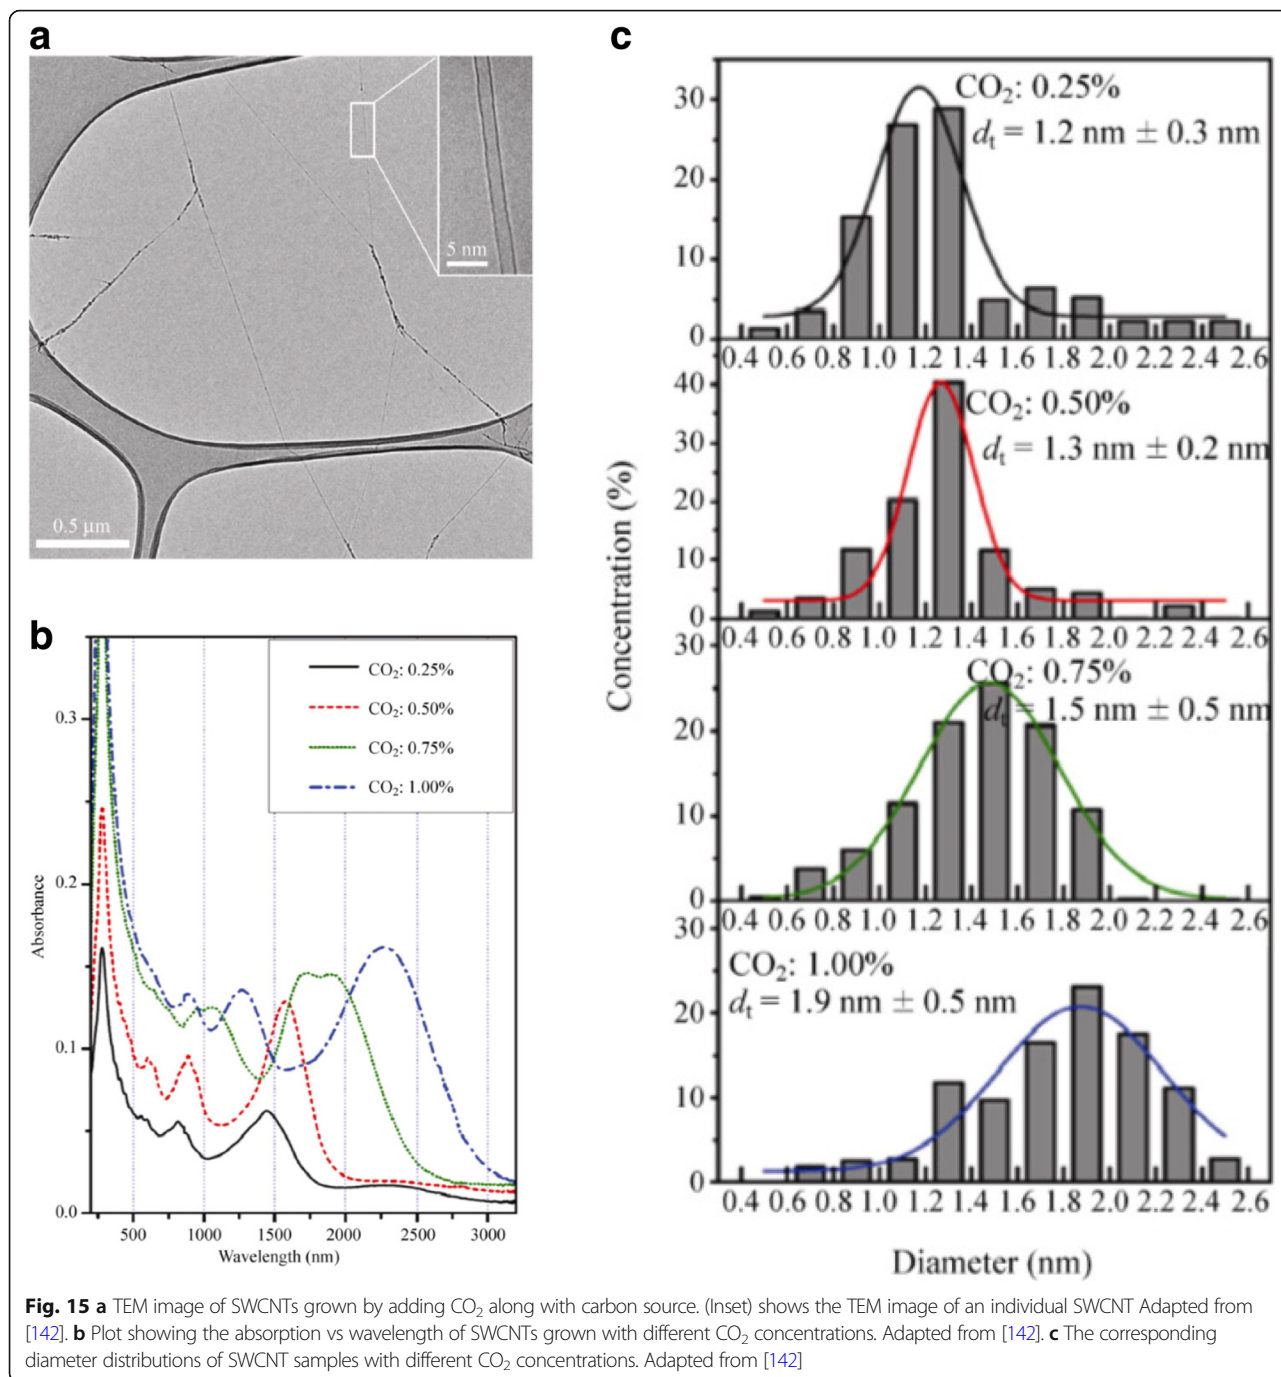 a
5 nm
0.5 μm
b
CO₂: 0.25%
CO₂: 0.50%
CO₂: 0.75%
CO₂: 1.00%
0.3
0.2
0.1
0.0
Absorbance
500 1000 1500 2000 2500 3000
Wavelength (nm)
c
Concentration (%)
CO₂: 0.25%
dₜ = 1.2 nm ± 0.3 nm
30
20
10
0
0.4 0.6 0.8 1.0 1.2 1.4 1.6 1.8 2.0 2.2 2.4 2.6
CO₂: 0.50%
dₜ = 1.3 nm ± 0.2 nm
40
30
20
10
0
0.4 0.6 0.8 1.0 1.2 1.4 1.6 1.8 2.0 2.2 2.4 2.6
CO₂: 0.75%
dₜ = 1.5 nm ± 0.5 nm
30
20
10
0
0.4 0.6 0.8 1.0 1.2 1.4 1.6 1.8 2.0 2.2 2.4 2.6
CO₂: 1.00%
dₜ = 1.9 nm ± 0.5 nm
30
20
10
0
0.4 0.6 0.8 1.0 1.2 1.4 1.6 1.8 2.0 2.2 2.4 2.6
Diameter (nm)
Fig. 15 a TEM image of SWCNTs grown by adding CO₂ along with carbon source. (Inset) shows the TEM image of an individual SWCNT Adapted from
[142]. b Plot showing the absorption vs wavelength of SWCNTs grown with different CO₂ concentrations. Adapted from [142]. c The corresponding
diameter distributions of SWCNT samples with different CO₂ concentrations. Adapted from [142]